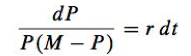 dP / P(M – P) = r dt